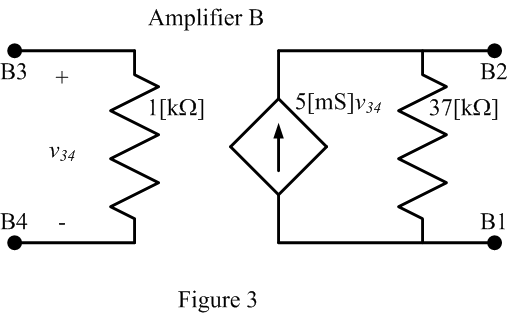 Amplifier B
B3
B2
+
1[kΩ]
5[mS]v34
37[kΩ]
v34
B4
-
B1
Figure 3